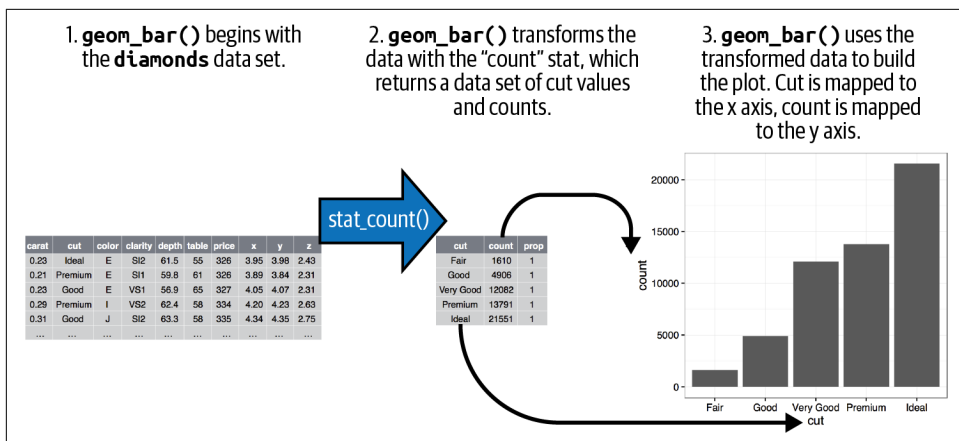 1. geom_bar() begins with
the diamonds data set.
2. geom_bar() transforms the
data with the “count” stat, which
returns a data set of cut values
and counts.
3. geom_bar() uses the
transformed data to build
the plot. Cut is mapped to
the x axis, count is mapped
to the y axis.
carat cut color clarity depth table price x y z
0.23 Ideal E SI2 61.5 55 326 3.95 3.98 2.43
0.21 Premium E SI1 59.8 61 326 3.89 3.84 2.31
0.23 Good E VS1 56.9 65 327 4.05 4.07 2.31
0.29 Premium I VS2 62.4 58 334 4.20 4.23 2.63
0.31 Good J SI2 63.3 58 335 4.34 4.35 2.75
... ... ... ... ... ... ... ... ... ...
stat_count()
cut count prop
Fair 1610 1
Good 4906 1
Very Good 12082 1
Premium 13791 1
Ideal 21551 1
count
20000
15000
10000
5000
0
Fair Good Very Good Premium Ideal
cut